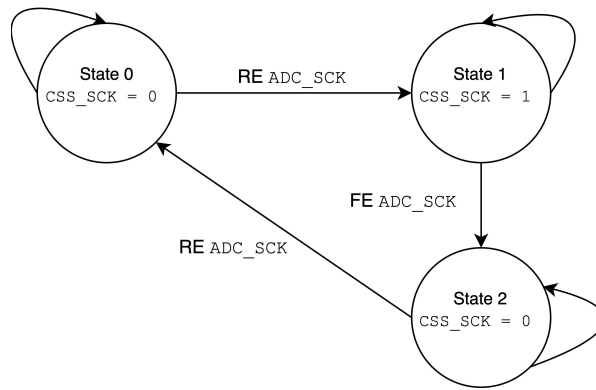 State 0
CSS_SCK = 0
RE ADC_SCK
State 1
CSS_SCK = 1
FE ADC_SCK
RE ADC_SCK
State 2
CSS_SCK = 0